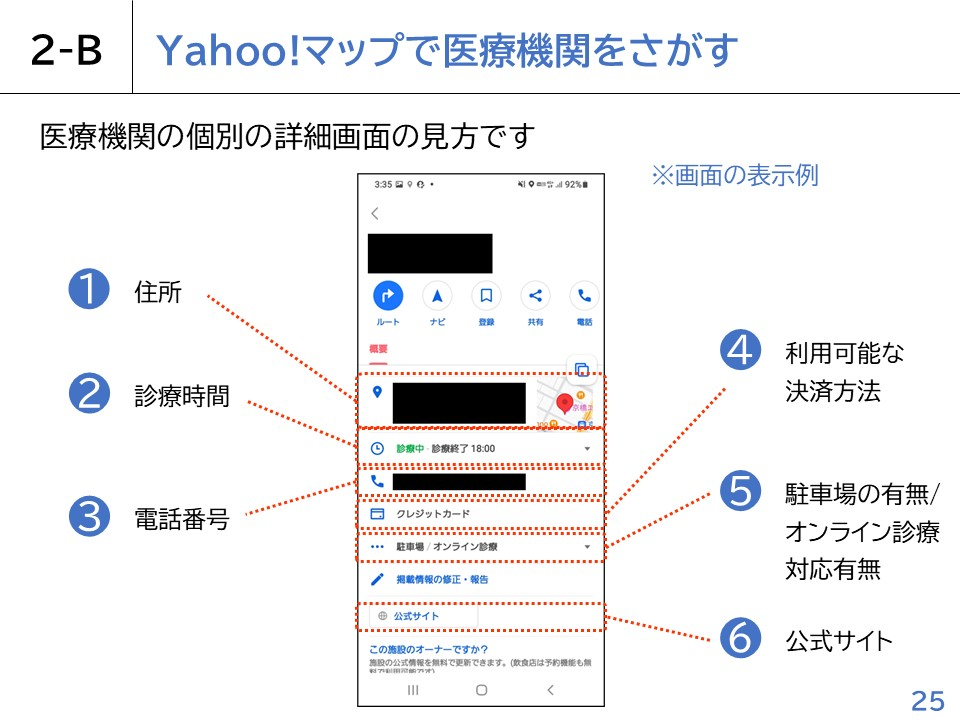 2-B
Yahoo!マップで医療機関をさがす
医療機関の個別の詳細画面の見方です
※画面の表示例
1 住所
2 診療時間
3 電話番号
3:35
92%
ルート ナビ 登録 共有 電話
概要
診療中 · 診療終了 18:00
クレジットカード
駐車場 / オンライン診療
掲載情報の修正・報告
公式サイト
この施設のオーナーですか？
施設の公式情報を無料で更新できます。(飲食店は予約機能も無
料で利用可能です)
4 利用可能な
決済方法
5 駐車場の有無/
オンライン診療
対応有無
6 公式サイト
25